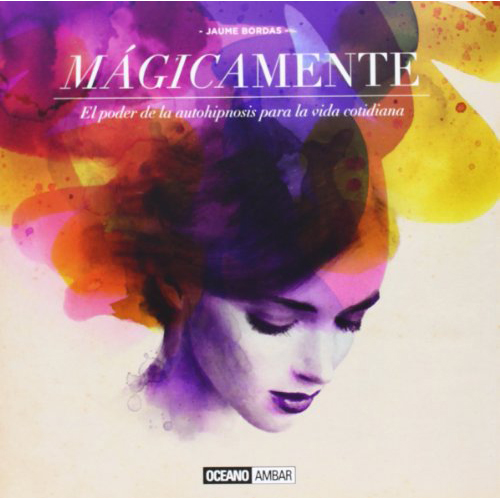 - JAUME BORDAS -
MÁGICAMENTE
El poder de la autohipnosis para la vida cotidiana
OCEANO AMBAR